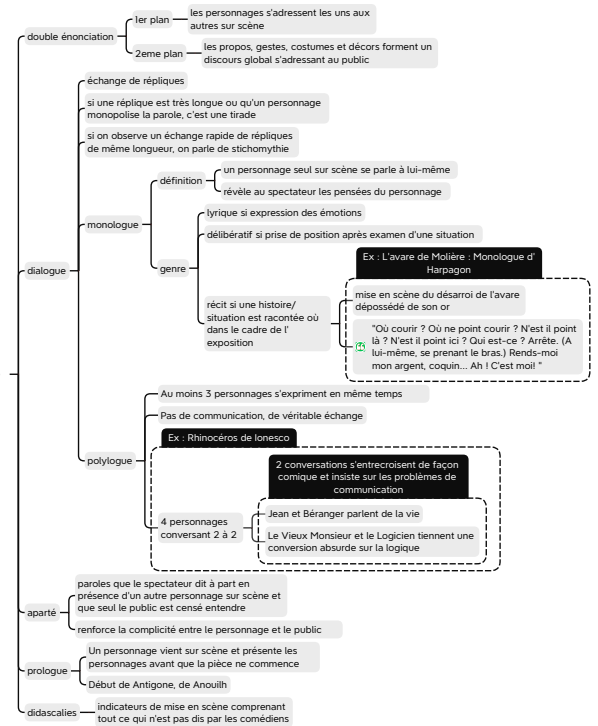 double énonciation
1er plan
les personnages s'adressent les uns aux
autres sur scène
2eme plan
les propos, gestes, costumes et décors forment un
discours global s'adressant au public
dialogue
échange de répliques
si une réplique est très longue ou qu'un personnage
monopolise la parole, c'est une tirade
si on observe un échange rapide de répliques
de même longueur, on parle de stichomythie
monologue
définition
un personnage seul sur scène se parle à lui-même
révèle au spectateur les pensées du personnage
genre
lyrique si expression des émotions
délibératif si prise de position après examen d'une situation
récit si une histoire/
situation est racontée où
dans le cadre de l'
exposition
Ex : L'avare de Molière : Monologue d'
Harpagon
mise en scène du désarroi de l'avare
dépossédé de son or
"Où courir ? Où ne point courir ? N'est il point
là ? N'est il point ici ? Qui est-ce ? Arrête. (A
lui-même, se prenant le bras.) Rends-moi
mon argent, coquin... Ah ! C'est moi! "
polylogue
Au moins 3 personnages s'expriment en même temps
Pas de communication, de véritable échange
Ex : Rhinocéros de Ionesco
4 personnages
conversant 2 à 2
2 conversations s'entrecroisent de façon
comique et insiste sur les problèmes de
communication
Jean et Béranger parlent de la vie
Le Vieux Monsieur et le Logicien tiennent une
conversion absurde sur la logique
aparté
paroles que le spectateur dit à part en
présence d'un autre personnage sur scène et
que seul le public est censé entendre
renforce la complicité entre le personnage et le public
prologue
Un personnage vient sur scène et présente les
personnages avant que la pièce ne commence
Début de Antigone, de Anouilh
didascalies
indicateurs de mise en scène comprenant
tout ce qui n'est pas dis par les comédiens